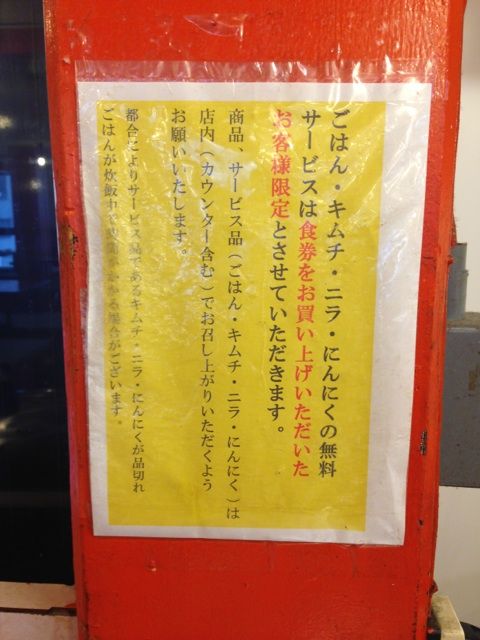 ごはん・キムチ・ニラ・にんにくの無料
サービスは食券をお買い上げいただいた
お客様限定とさせていただきます。
商品、サービス品(ごはん・キムチ・ニラ・にんにく)は
店内(カウンター含む)でお召し上がりいただくよう
お願いいたします。
都合によりサービス品であるキムチ・ニラ・にんにくが品切れ
ごはんが炊飯中でお時間がかかる場合がございます。